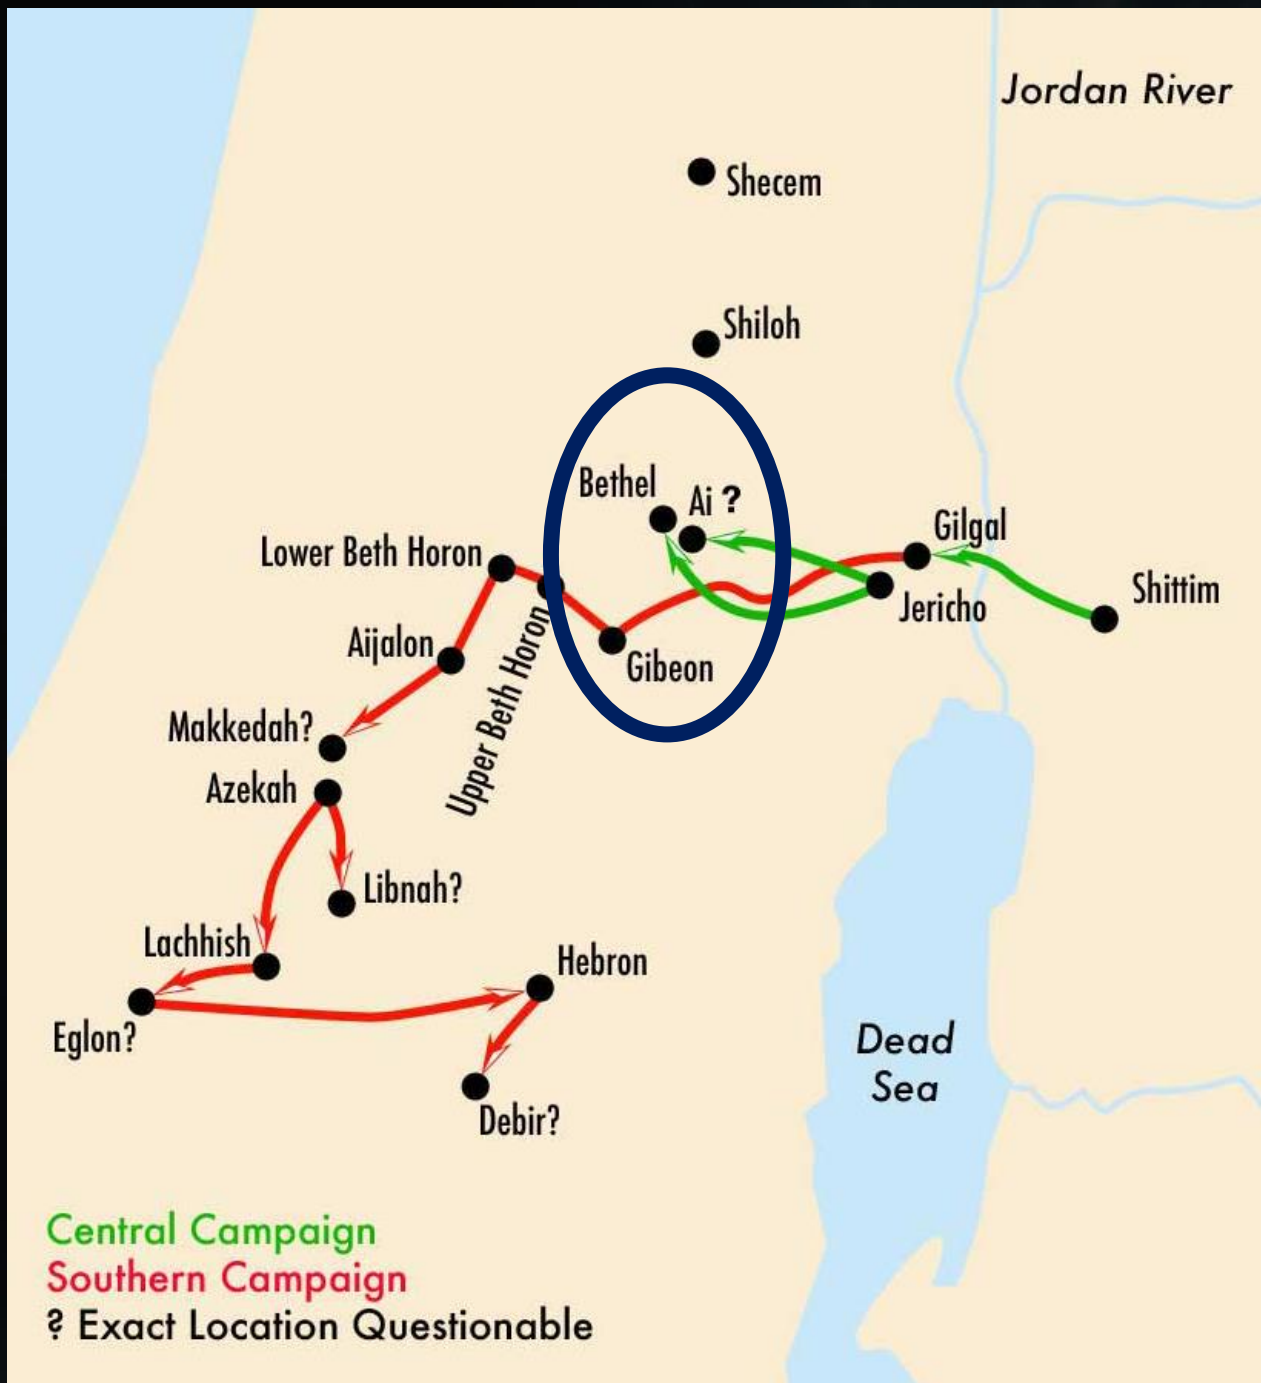 Jordan River
Shecem
Shiloh
Bethel
Ai ?
Gilgal
Lower Beth Horon
Shittim
Jericho
Aijalon
Gibeon
Upper Beth Horon
Makkedah?
Azekah
Libnah?
Lachhish
Hebron
Eglon?
Dead
Sea
Debir?
Central Campaign
Southern Campaign
? Exact Location Questionable